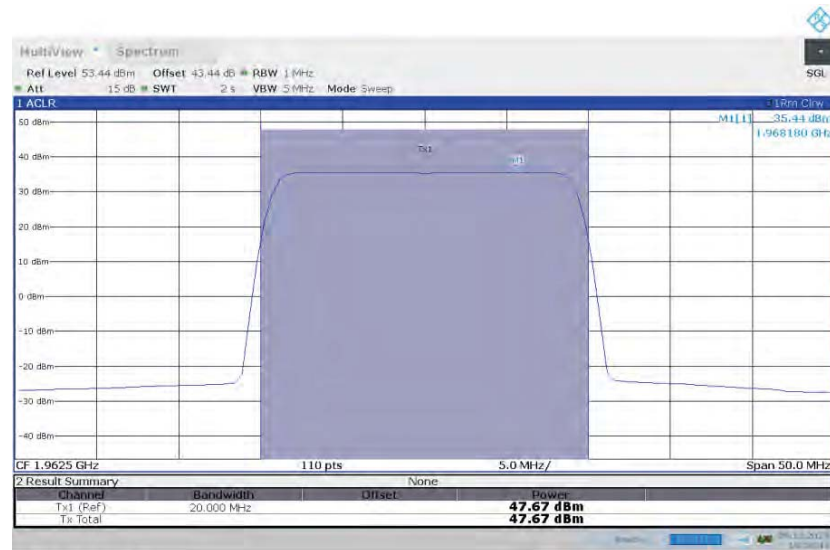 MultiView Spectrum
Ref Level 53.44 dBm Offset 43.44 dB RBW 1 MHz
SGL
Att 15 dB SWT 2 s VBW 5 MHz Mode Sweep
1 ACLR 1Rm Clrw
M1[1] 35.44 dBm
1.968180 GHz
50 dBm
40 dBm
Tx1
M1
30 dBm
20 dBm
10 dBm
0 dBm
-10 dBm
-20 dBm
-30 dBm
-40 dBm
CF 1.9625 GHz 110 pts 5.0 MHz/ Span 50.0 MHz
2 Result Summary None
Channel Bandwidth Offset Power
Tx1 (Ref) 20.000 MHz 47.67 dBm
Tx Total 47.67 dBm